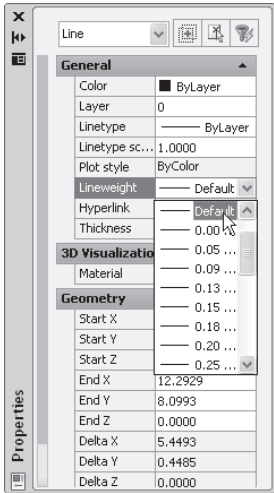 Line
General
Color ByLayer
Layer 0
Linetype ByLayer
Linetype sc... 1.0000
Plot style ByColor
Lineweight Default
Hyperlink Default
Thickness 0.00
0.05 ...
3D Visualizatio
Material 0.09 ...
0.13 ...
Geometry 0.15 ...
Start X 0.18 ...
Start Y 0.20 ...
Start Z 0.25 ...
End X 12.2929
End Y 8.0993
End Z 0.0000
Delta X 5.4493
Delta Y 0.4485
Delta Z 0.0000
Properties